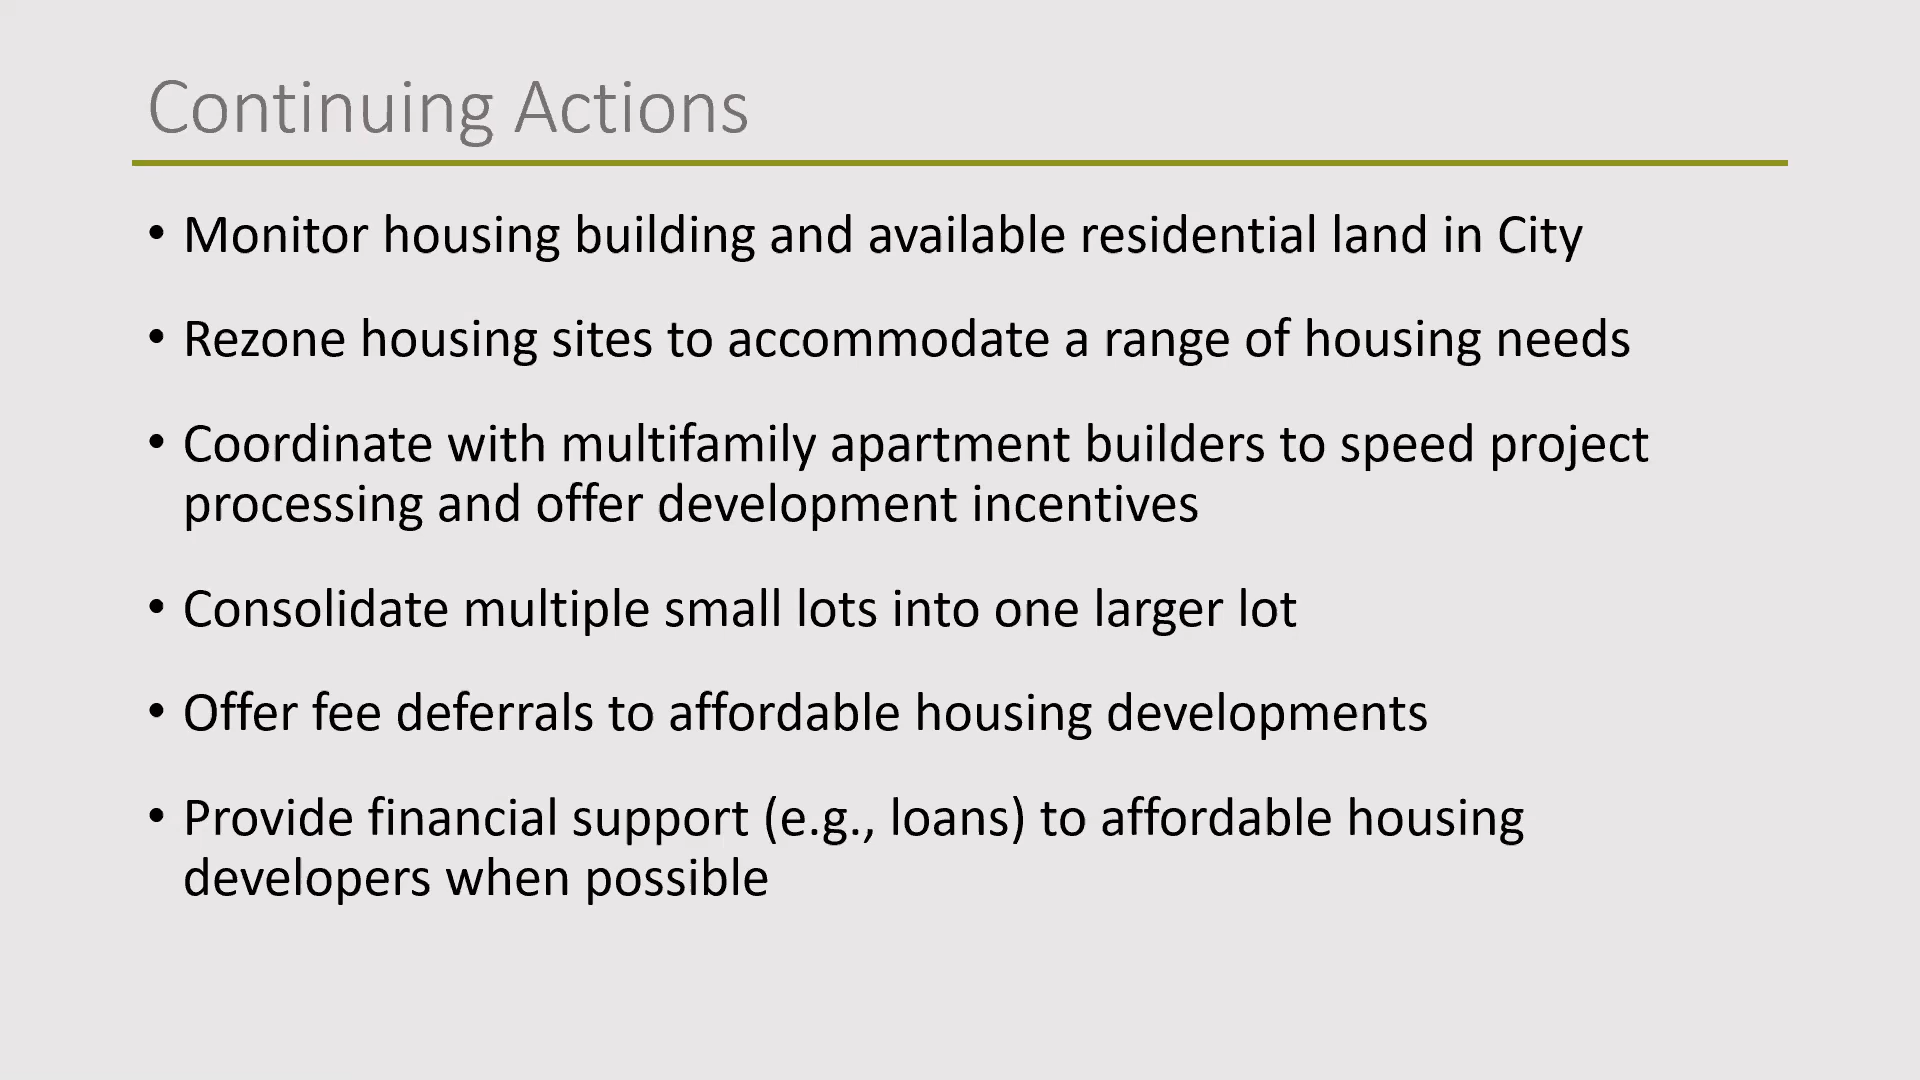 Continuing Actions
• Monitor housing building and available residential land in City
• Rezone housing sites to accommodate a range of housing needs
• Coordinate with multifamily apartment builders to speed project
processing and offer development incentives
• Consolidate multiple small lots into one larger lot
• Offer fee deferrals to affordable housing developments
• Provide financial support (e.g., loans) to affordable housing
developers when possible